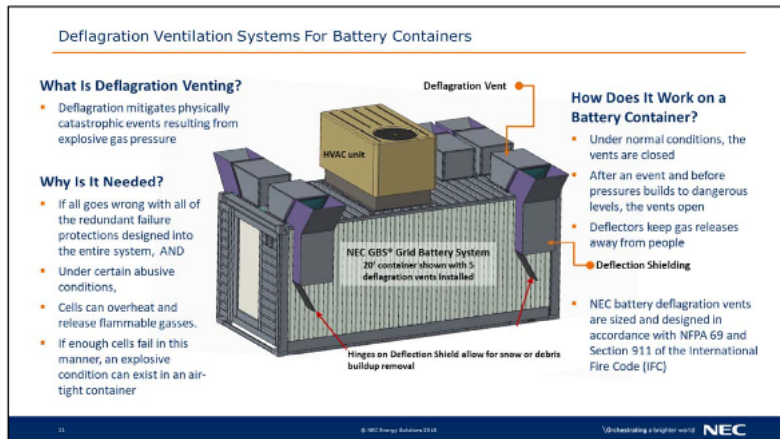 Deflagration Ventilation Systems For Battery Containers
What Is Deflagration Venting?
Deflagration mitigates physically
catastrophic events resulting from
explosive gas pressure
Why Is It Needed?
If all goes wrong with all of
the redundant failure
protections designed into
the entire system, AND
Under certain abusive
conditions,
Cells can overheat and
release flammable gasses.
If enough cells fail in this
manner, an explosive
condition can exist in an air-
tight container
Deflagration Vent
HVAC unit
NEC GBS® Grid Battery System
20' container shown with 5
deflagration vents installed
Hinges on Deflection Shield allow for snow or debris
buildup removal
How Does It Work on a
Battery Container?
Under normal conditions, the
vents are closed
After an event and before
pressures builds to dangerous
levels, the vents open
Deflectors keep gas releases
away from people
Deflection Shielding
NEC battery deflagration vents
are sized and designed in
accordance with NFPA 69 and
Section 911 of the International
Fire Code (IFC)
11
© NEC Energy Solutions 2018
\Orchestrating a brighter world
NEC